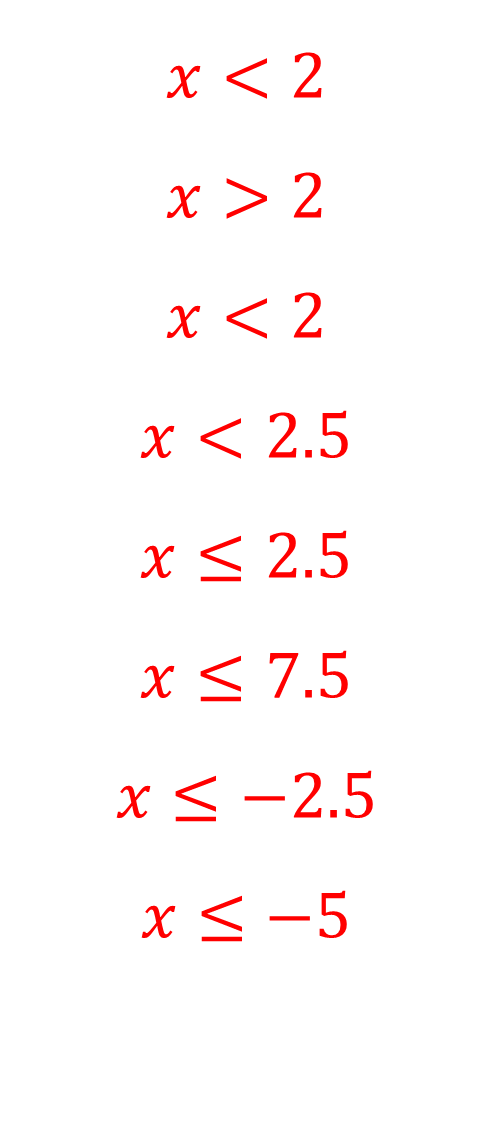 x < 2
x > 2
x < 2
x < 2.5
x ≤ 2.5
x ≤ 7.5
x ≤ −2.5
x ≤ −5